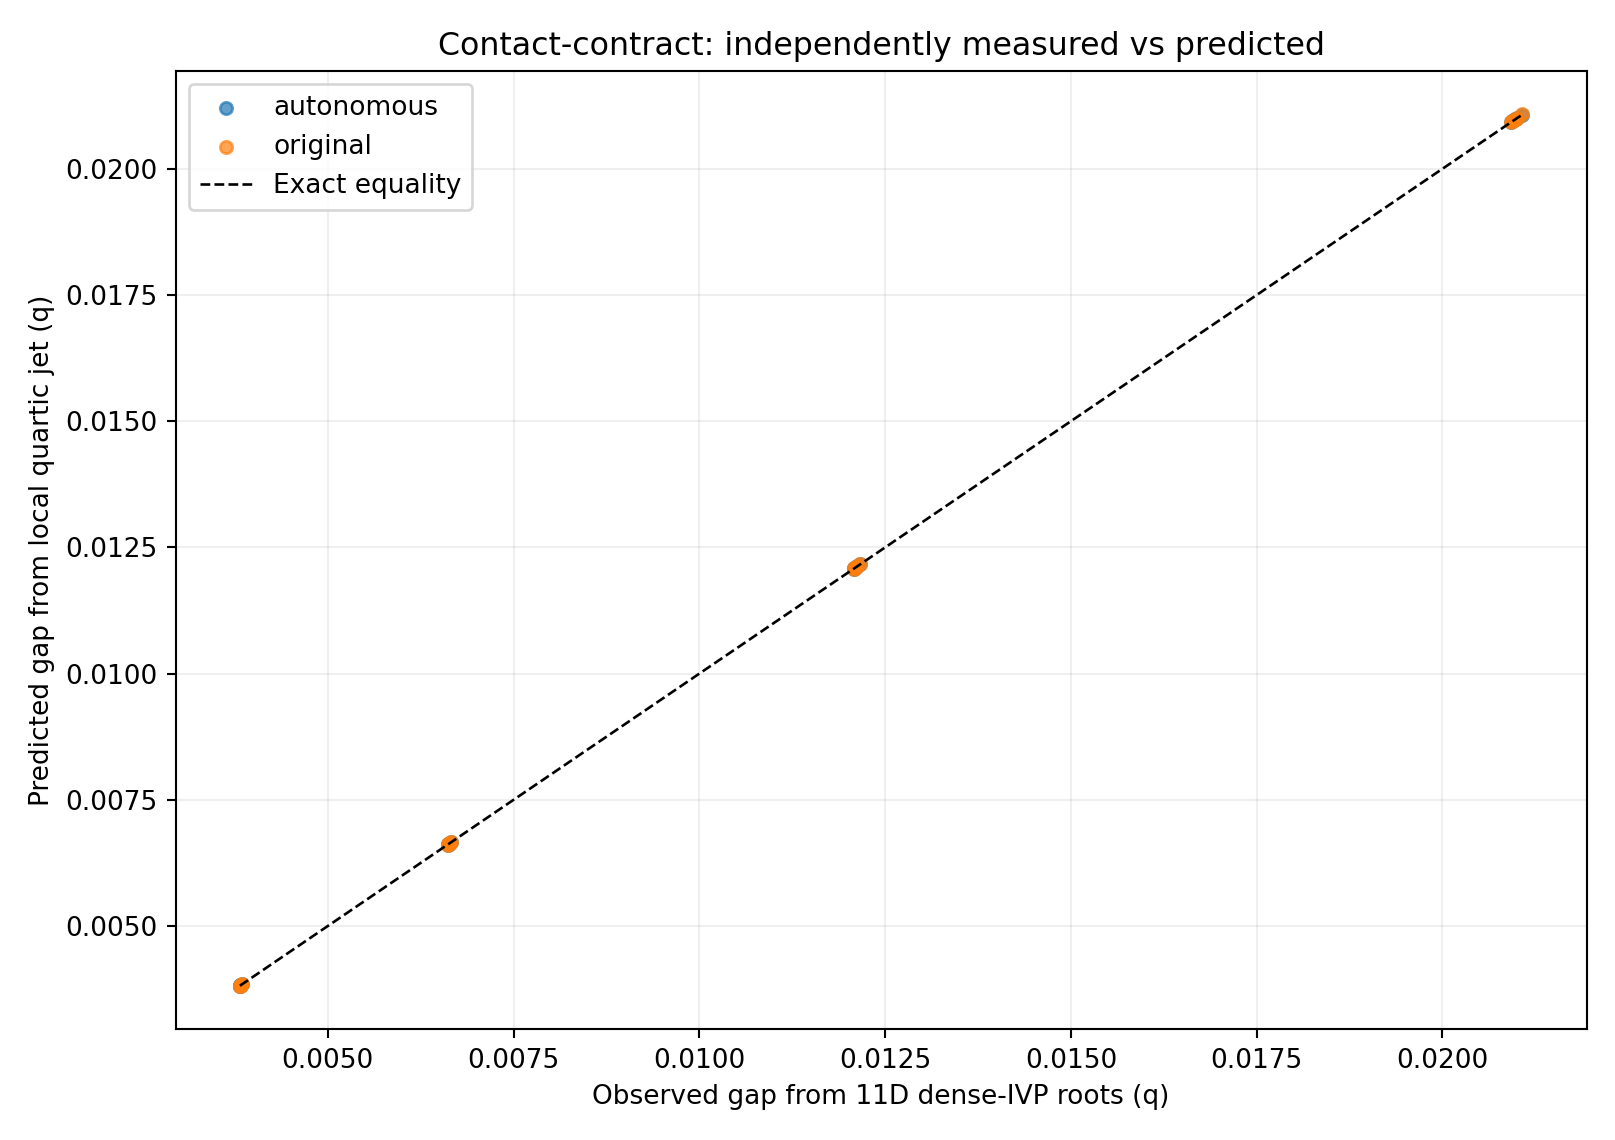 Contact-contract: independently measured vs predicted
autonomous
original
Exact equality
Predicted gap from local quartic jet (q)
0.0200
0.0175
0.0150
0.0125
0.0100
0.0075
0.0050
0.0050 0.0075 0.0100 0.0125 0.0150 0.0175 0.0200
Observed gap from 11D dense-IVP roots (q)